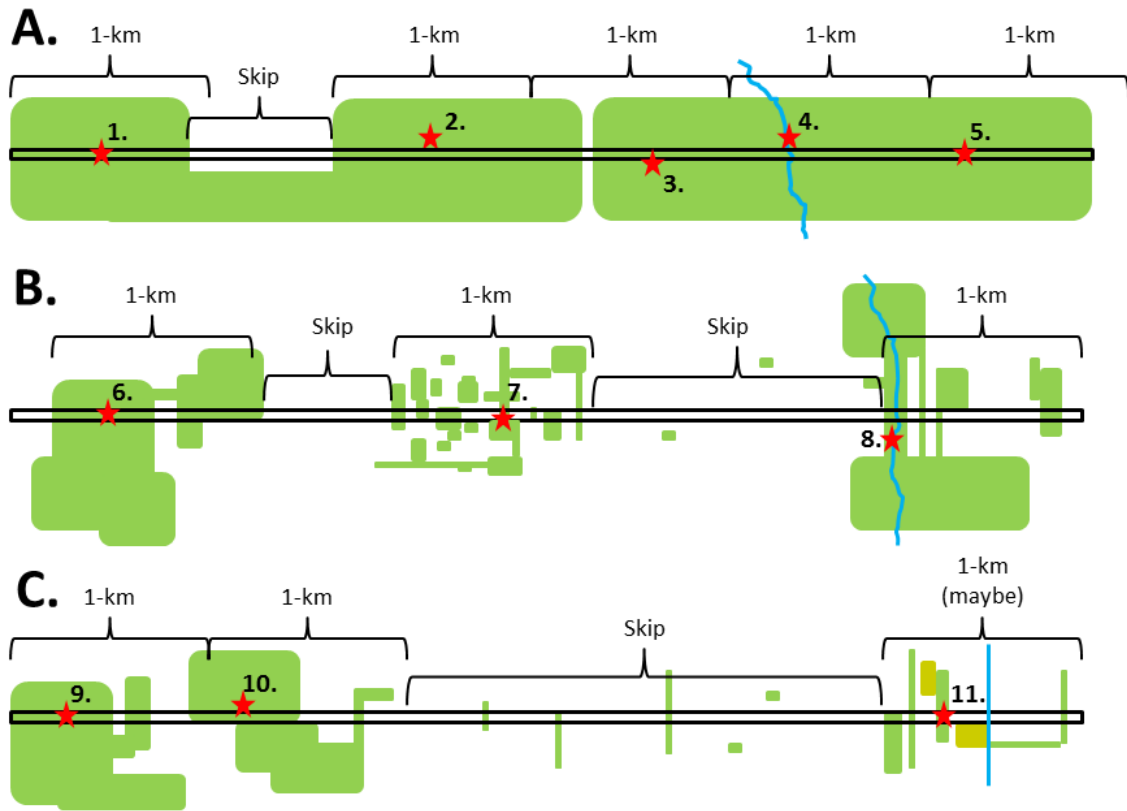 A.
1-km
1-km
1-km
1-km
1-km
Skip
1.
2.
3.
4.
5.
B.
1-km
Skip
1-km
Skip
1-km
6.
7.
8.
C.
1-km
1-km
Skip
1-km
(maybe)
9.
10.
11.